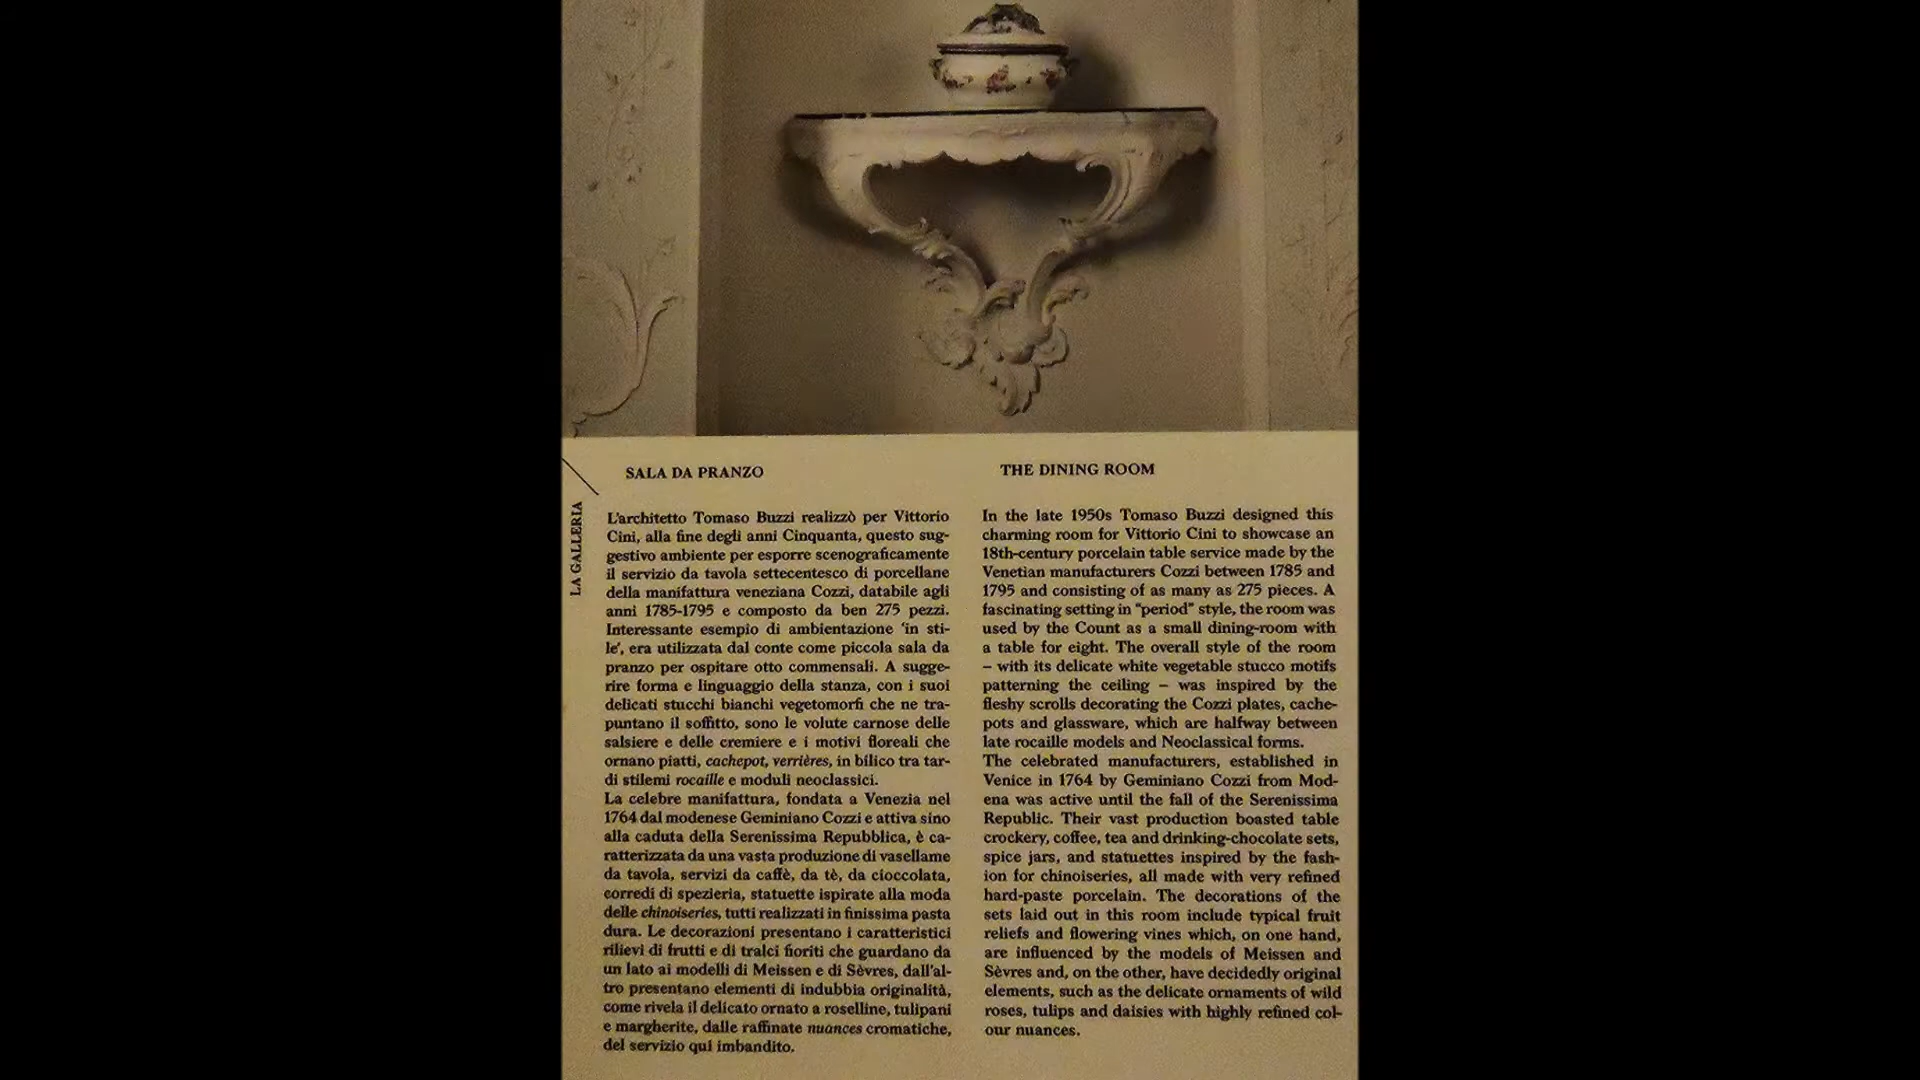 SALA DA PRANZO
LA GALLERIA
L'architetto Tomaso Buzzi realizzò per Vittorio
Cini, alla fine degli anni Cinquanta, questo sug-
gestivo ambiente per esporre scenograficamente
il servizio da tavola settecentesco di porcellane
della manifattura veneziana Cozzi, databile agli
anni 1785-1795 e composto da ben 275 pezzi.
Interessante esempio di ambientazione 'in sti-
le', era utilizzata dal conte come piccola sala da
pranzo per ospitare otto commensali. A sugge-
rire forma e linguaggio della stanza, con i suoi
delicati stucchi bianchi vegetomorfi che ne tra-
puntano il soffitto, sono le volute carnose delle
salsiere e delle cremiere e i motivi floreali che
ornano piatti, cachepot, verrières, in bilico tra tar-
di stilemi rocaille e moduli neoclassici.
La celebre manifattura, fondata a Venezia nel
1764 dal modenese Geminiano Cozzi e attiva sino
alla caduta della Serenissima Repubblica, è ca-
ratterizzata da una vasta produzione di vasellame
da tavola, servizi da caffè, da tè, da cioccolata,
corredi di spezieria, statuette ispirate alla moda
delle chinoiseries, tutti realizzati in finissima pasta
dura. Le decorazioni presentano i caratteristici
rilievi di frutti e di tralci fioriti che guardano da
un lato ai modelli di Meissen e di Sèvres, dall'al-
tro presentano elementi di indubbia originalità,
come rivela il delicato ornato a roselline, tulipani
e margherite, dalle raffinate nuances cromatiche,
del servizio qui imbandito.
THE DINING ROOM
In the late 1950s Tomaso Buzzi designed this
charming room for Vittorio Cini to showcase an
18th-century porcelain table service made by the
Venetian manufacturers Cozzi between 1785 and
1795 and consisting of as many as 275 pieces. A
fascinating setting in "period" style, the room was
used by the Count as a small dining-room with
a table for eight. The overall style of the room
– with its delicate white vegetable stucco motifs
patterning the ceiling – was inspired by the
fleshy scrolls decorating the Cozzi plates, cache-
pots and glassware, which are halfway between
late rocaille models and Neoclassical forms.
The celebrated manufacturers, established in
Venice in 1764 by Geminiano Cozzi from Mod-
ena was active until the fall of the Serenissima
Republic. Their vast production boasted table
crockery, coffee, tea and drinking-chocolate sets,
spice jars, and statuettes inspired by the fash-
ion for chinoiseries, all made with very refined
hard-paste porcelain. The decorations of the
sets laid out in this room include typical fruit
reliefs and flowering vines which, on one hand,
are influenced by the models of Meissen and
Sèvres and, on the other, have decidedly original
elements, such as the delicate ornaments of wild
roses, tulips and daisies with highly refined col-
our nuances.